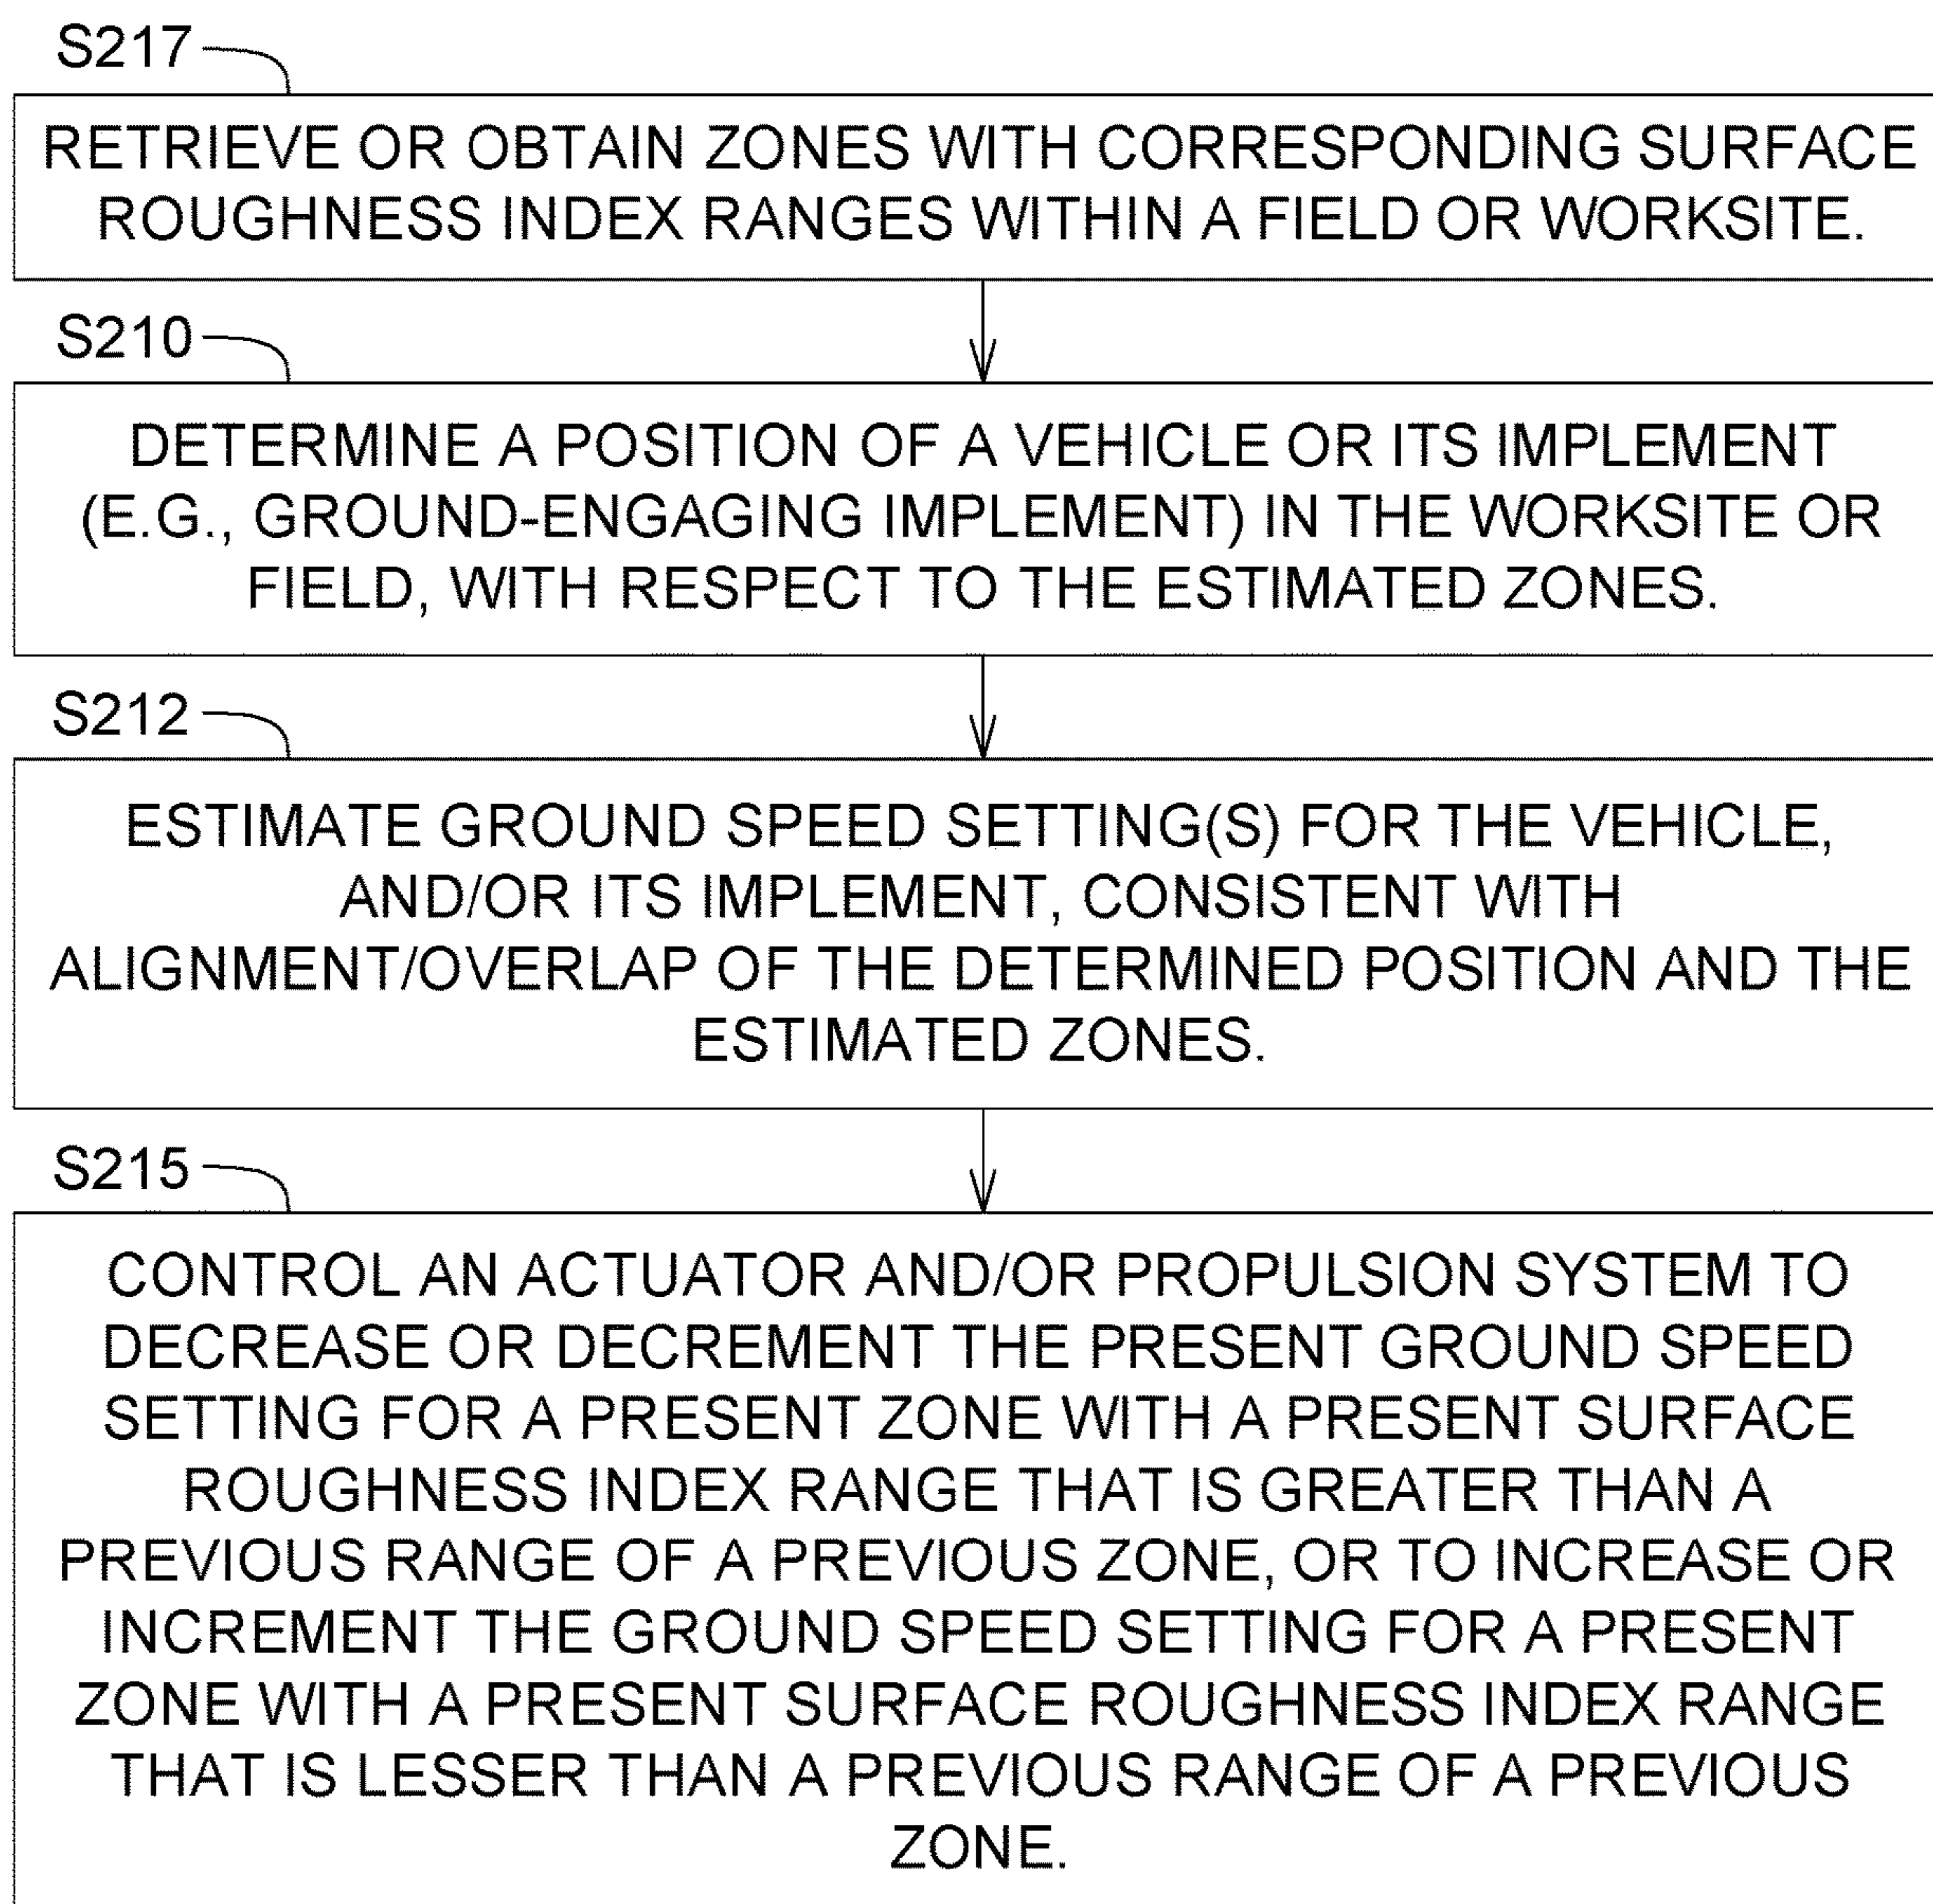 S217
RETRIEVE OR OBTAIN ZONES WITH CORRESPONDING SURFACE
ROUGHNESS INDEX RANGES WITHIN A FIELD OR WORKSITE.
S210
DETERMINE A POSITION OF A VEHICLE OR ITS IMPLEMENT
(E.G., GROUND-ENGAGING IMPLEMENT) IN THE WORKSITE OR
FIELD, WITH RESPECT TO THE ESTIMATED ZONES.
S212
ESTIMATE GROUND SPEED SETTING(S) FOR THE VEHICLE,
AND/OR ITS IMPLEMENT, CONSISTENT WITH
ALIGNMENT/OVERLAP OF THE DETERMINED POSITION AND THE
ESTIMATED ZONES.
S215
CONTROL AN ACTUATOR AND/OR PROPULSION SYSTEM TO
DECREASE OR DECREMENT THE PRESENT GROUND SPEED
SETTING FOR A PRESENT ZONE WITH A PRESENT SURFACE
ROUGHNESS INDEX RANGE THAT IS GREATER THAN A
PREVIOUS RANGE OF A PREVIOUS ZONE, OR TO INCREASE OR
INCREMENT THE GROUND SPEED SETTING FOR A PRESENT
ZONE WITH A PRESENT SURFACE ROUGHNESS INDEX RANGE
THAT IS LESSER THAN A PREVIOUS RANGE OF A PREVIOUS
ZONE.